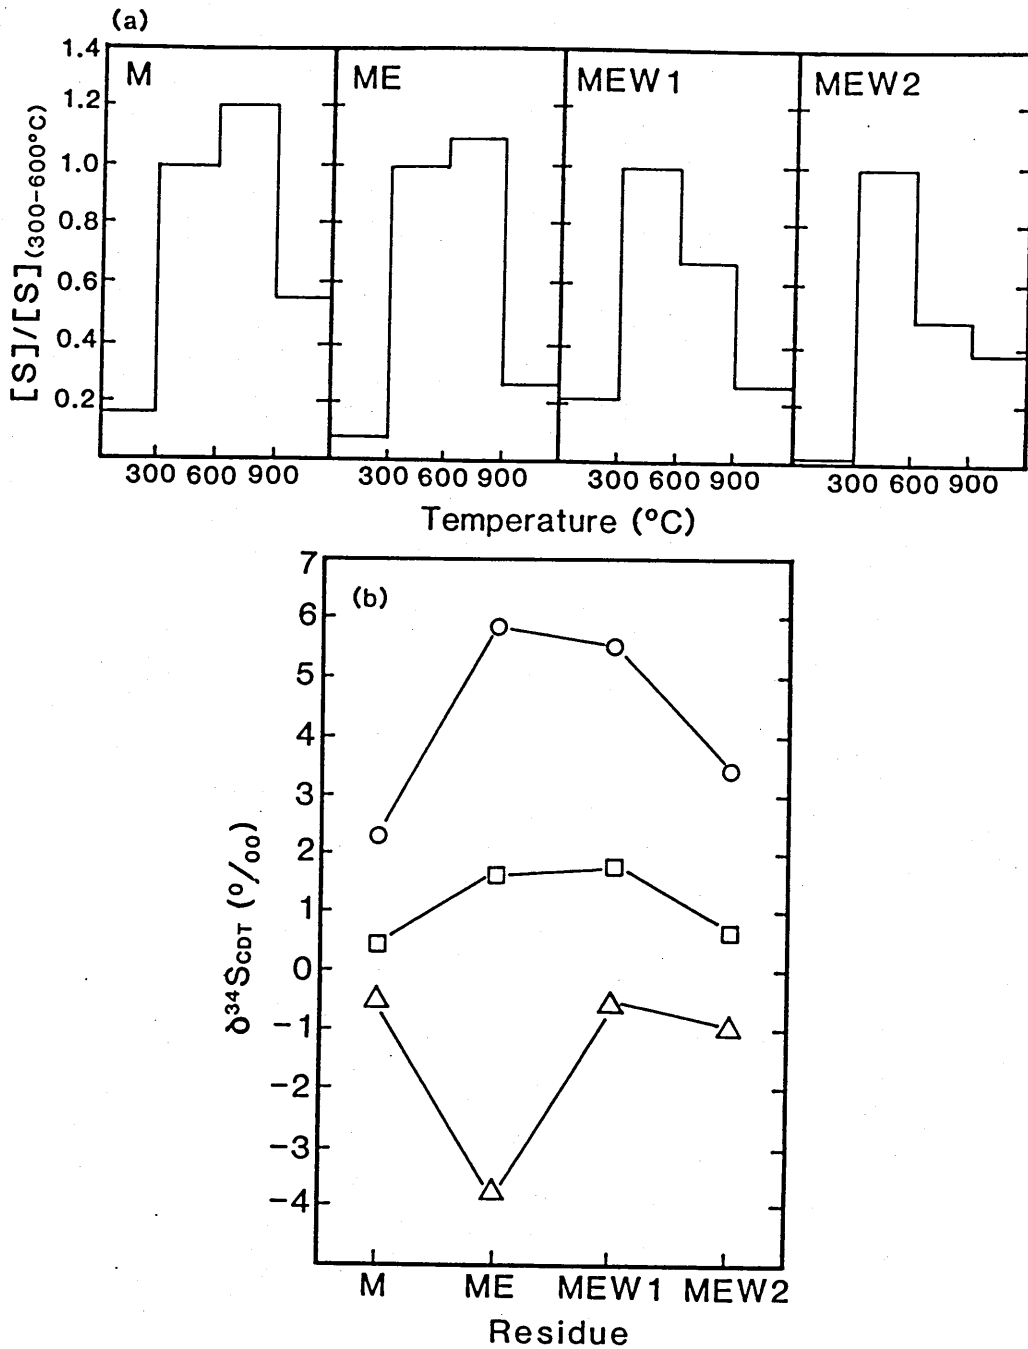 (a)
M ME MEW1 MEW2
[S]/[S](300-600°C)
1.4
1.2
1.0
0.8
0.6
0.4
0.2
300 600 900 300 600 900 300 600 900 300 600 900
Temperature (°C)
(b)
δ34SCDT (°/oo)
7
6
5
4
3
2
1
0
-1
-2
-3
-4
M ME MEW1 MEW2
Residue